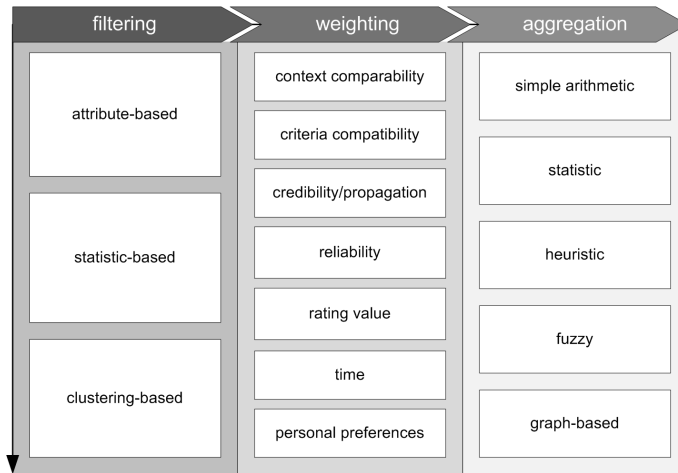 filtering
weighting
aggregation
attribute-based
statistic-based
clustering-based
context comparability
criteria compatibility
credibility/propagation
reliability
rating value
time
personal preferences
simple arithmetic
statistic
heuristic
fuzzy
graph-based